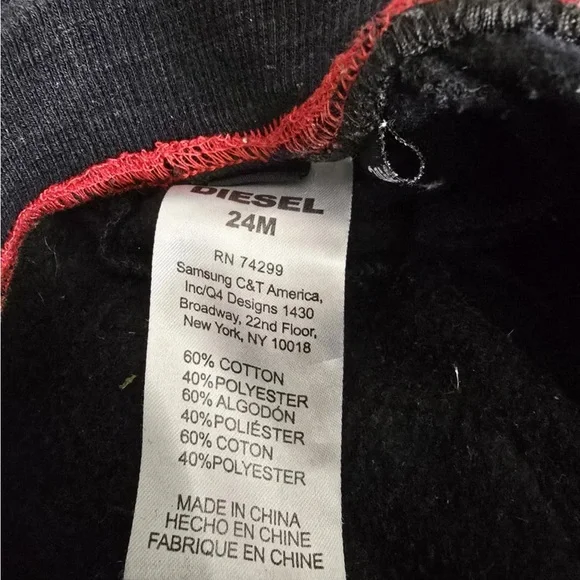 DIESEL
24M
RN 74299
Samsung C&T America,
Inc/Q4 Designs 1430
Broadway, 22nd Floor,
New York, NY 10018
60% COTTON
40%POLYESTER
60% ALGODÓN
40%POLIÉSTER
60% COTON
40%POLYESTER
MADE IN CHINA
HECHO EN CHINE
FABRIQUE EN CHINE